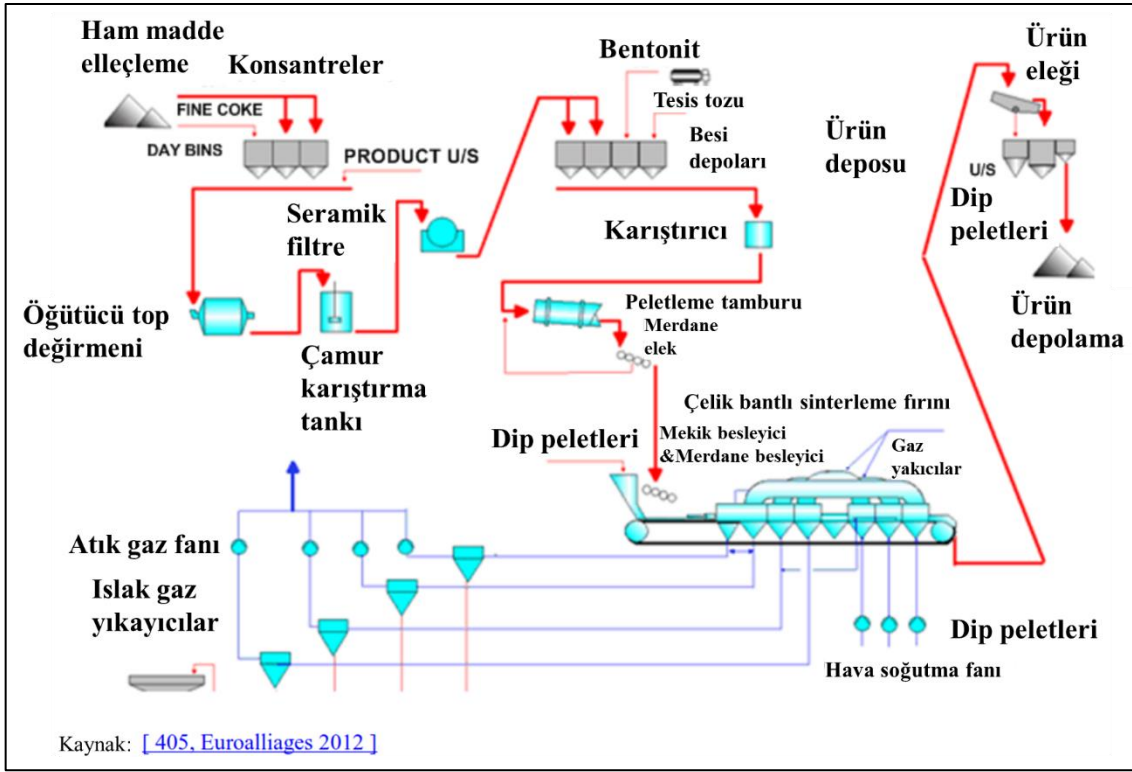 Ham madde
elleçleme
Konsantreler
FINE COKE
DAY BINS
PRODUCT U/S
Bentonit
Tesis tozu
Besi
depoları
Ürün
eleği
Ürün
deposu
U/S
Dip
peletleri
Ürün
depolama
Seramik
filtre
Karıştırıcı
Öğütücü top
değirmeni
Çamur
karıştırma
tankı
Peletleme tamburu
Merdane
elek
Çelik bantlı sinterleme fırını
Dip peletleri
Mekik besleyici
&Merdane besleyici
Gaz
yakıcılar
Atık gaz fanı
Islak gaz
yıkayıcılar
Dip peletleri
Hava soğutma fanı
Kaynak: [ 405, Euroalliages 2012 ]